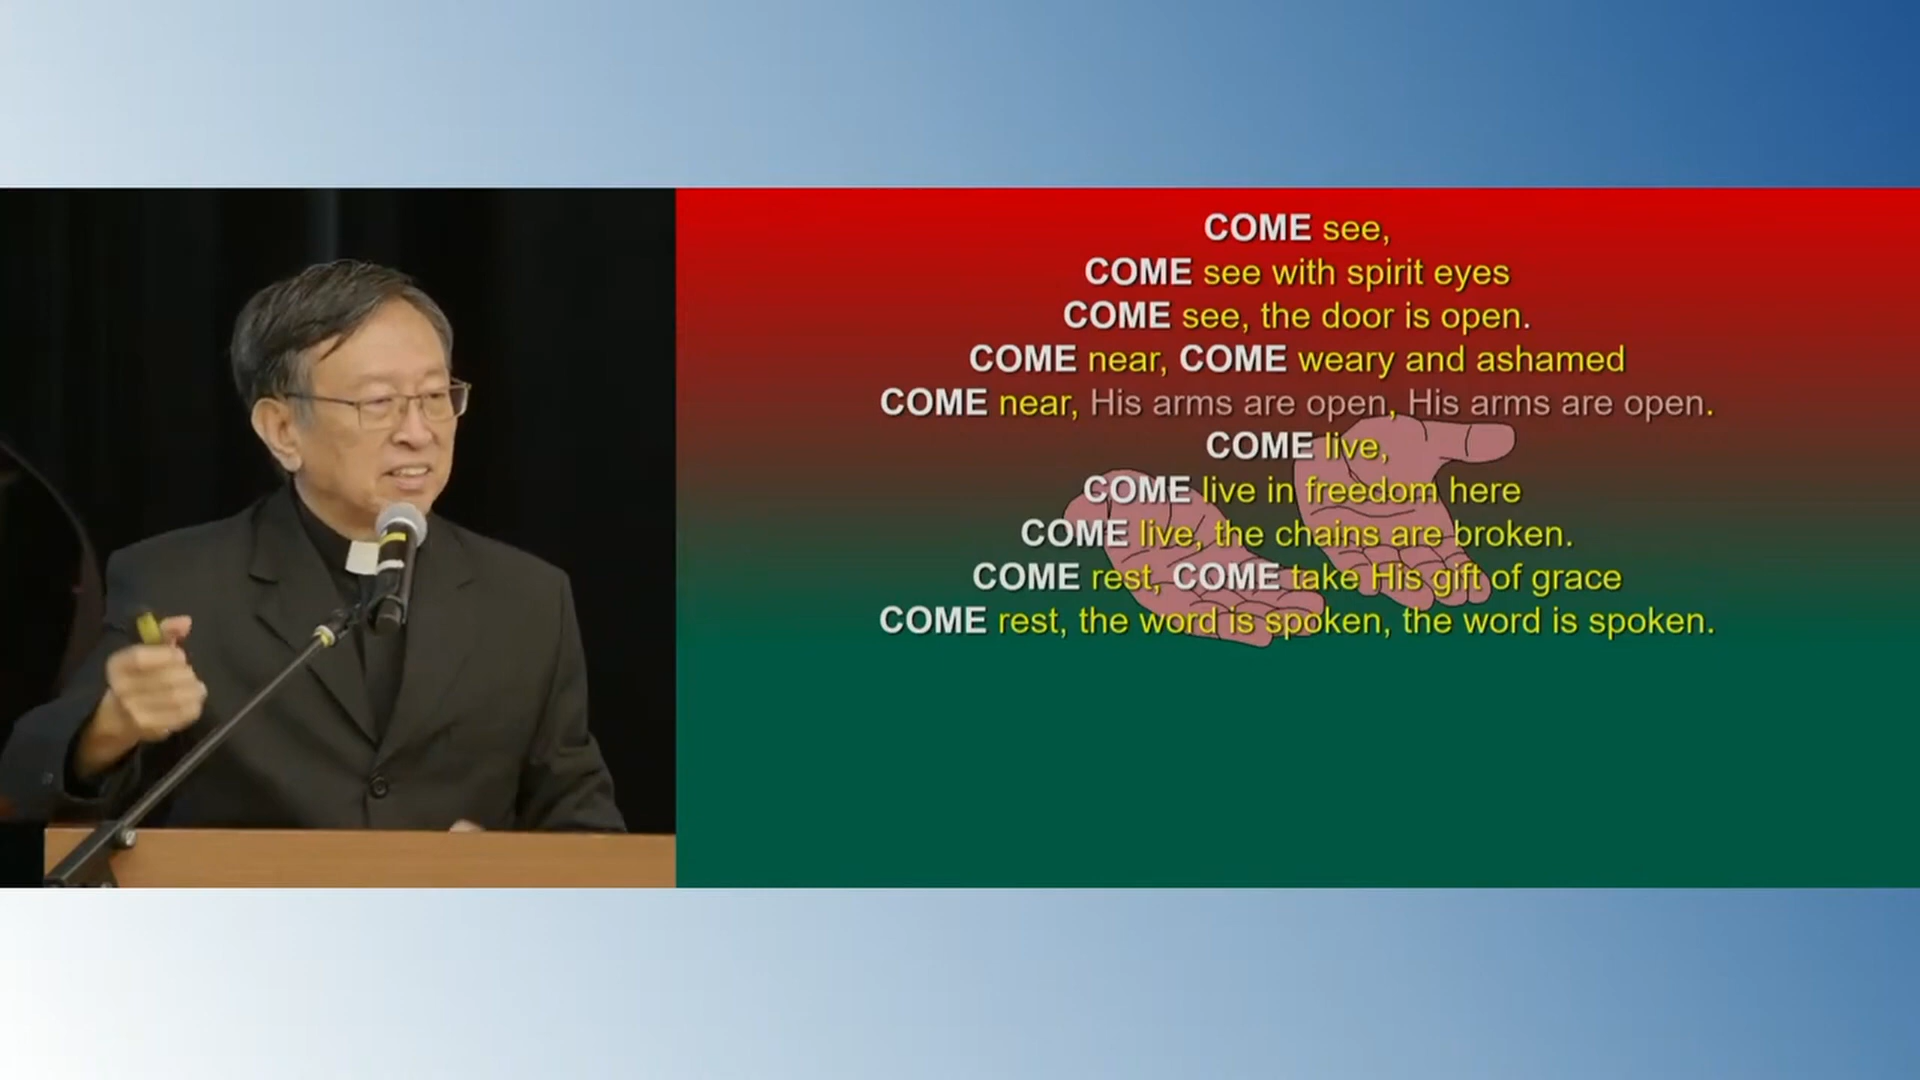 COME see,
COME see with spirit eyes
COME see, the door is open.
COME near, COME weary and ashamed
COME near, His arms are open, His arms are open.
COME live,
COME live in freedom here
COME live, the chains are broken.
COME rest, COME take His gift of grace
COME rest, the word is spoken, the word is spoken.